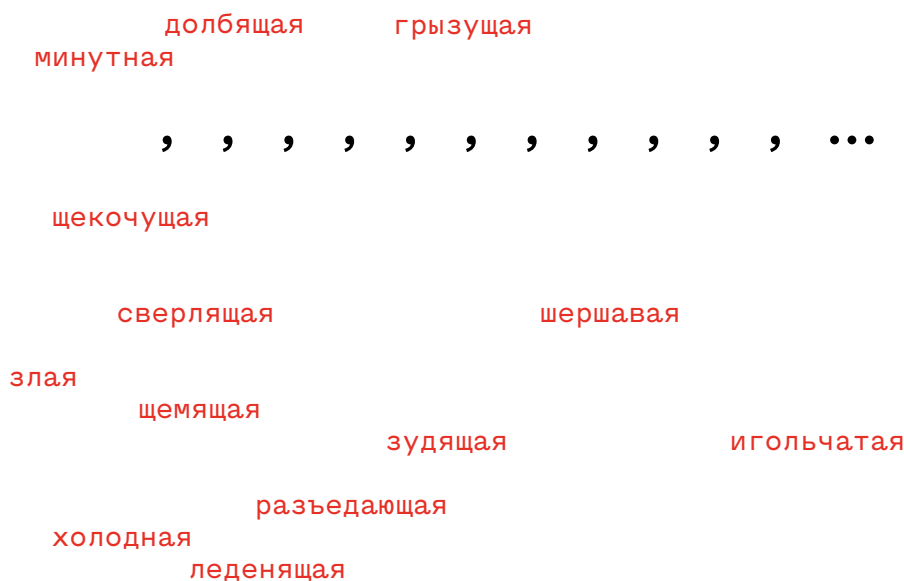 долбящая грызущая
минутная
, , , , , , , , , , , ...
щекочущая
сверлящая шершавая
злая
щемящая
зудящая игольчатая
разъедающая
холодная
леденящая